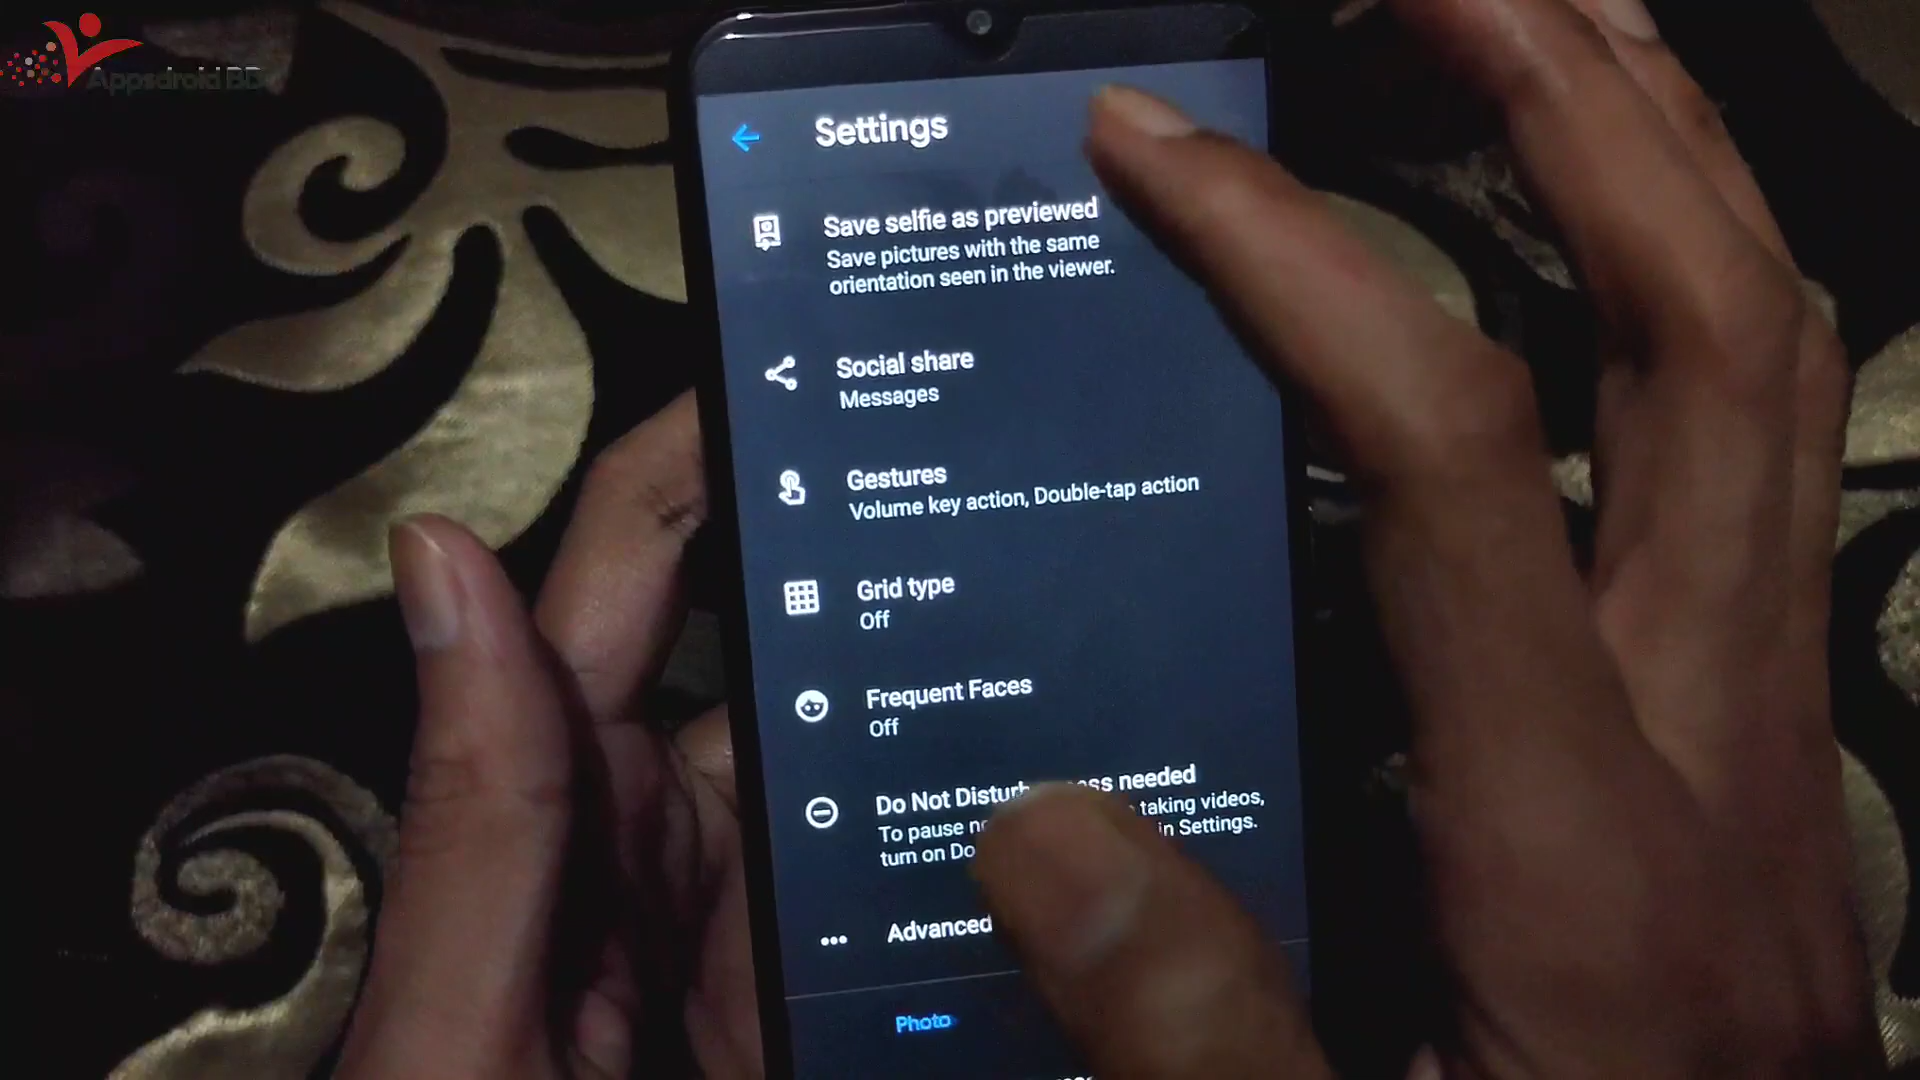 Appsdroid BD
Settings
Save selfie as previewed
Save pictures with the same
orientation seen in the viewer.
Social share
Messages
Gestures
Volume key action, Double-tap action
Grid type
Off
Frequent Faces
Off
Do Not Disturb needed
To pause taking videos,
turn on in Settings.
Advanced
Photo